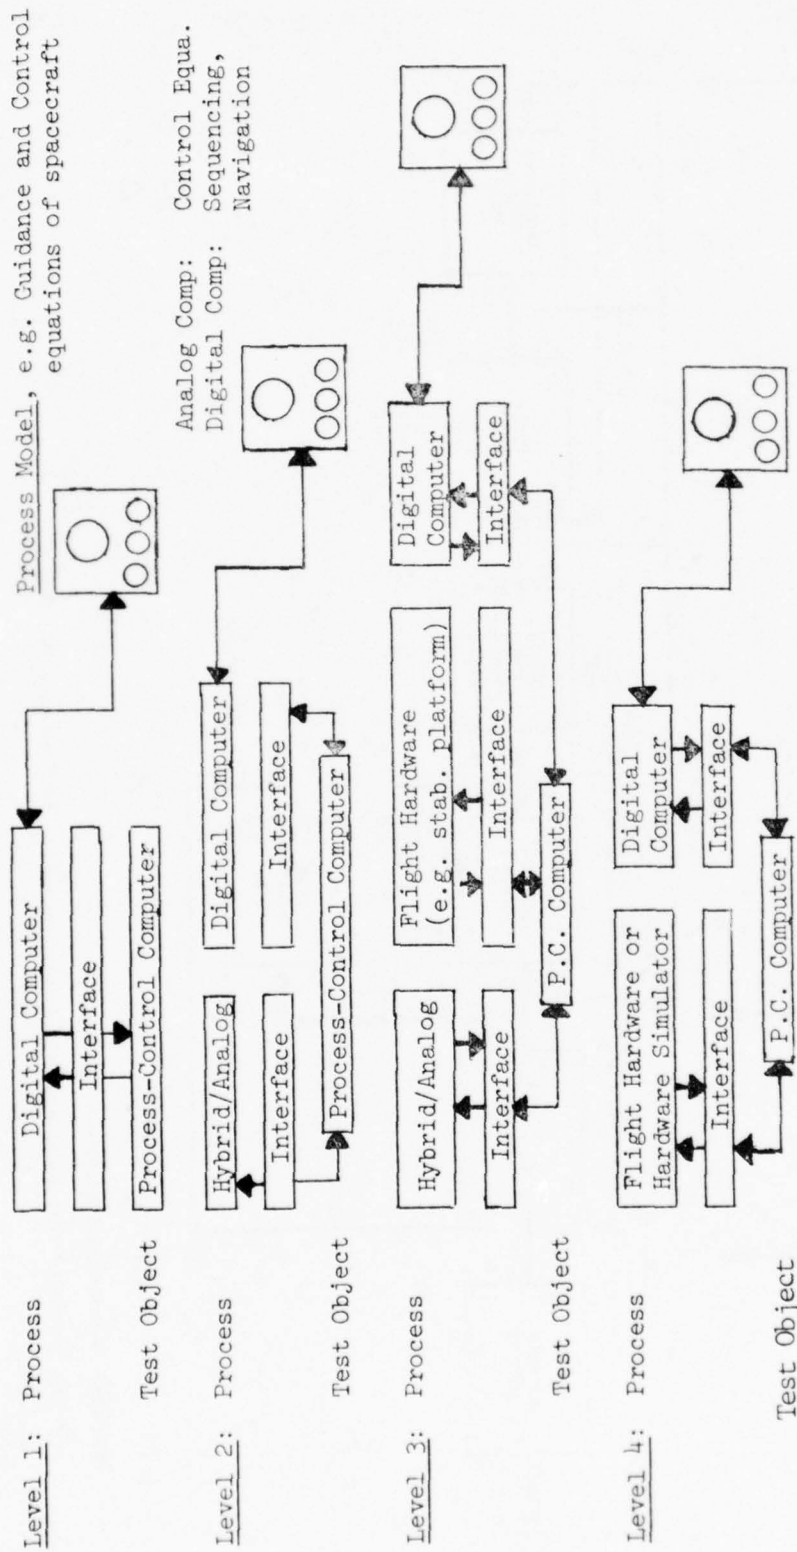 Level 1: Process
Digital Computer
Interface
Test Object
Process-Control Computer
Process Model, e.g. Guidance and Control
equations of spacecraft
Level 2: Process
Hybrid/Analog
Digital Computer
Interface
Interface
Test Object
Process-Control Computer
Analog Comp: Control Equa.
Digital Comp: Sequencing,
Navigation
Level 3: Process
Hybrid/Analog
Flight Hardware
(e.g. stab. platform)
Digital
Computer
Interface
Interface
Interface
Test Object
P.C. Computer
Level 4: Process
Flight Hardware or
Hardware Simulator
Digital
Computer
Interface
Interface
Test Object
P.C. Computer